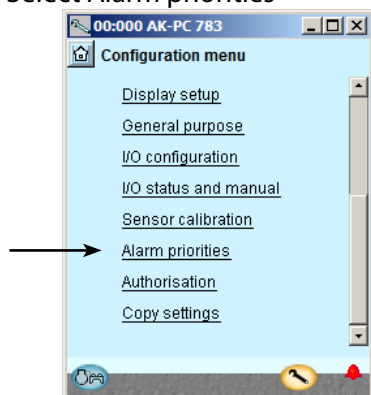 Select Alarm priorities
00:000 AK-PC 783
Configuration menu
Display setup
General purpose
I/O configuration
I/O status and manual
Sensor calibration
Alarm priorities
Authorisation
Copy settings